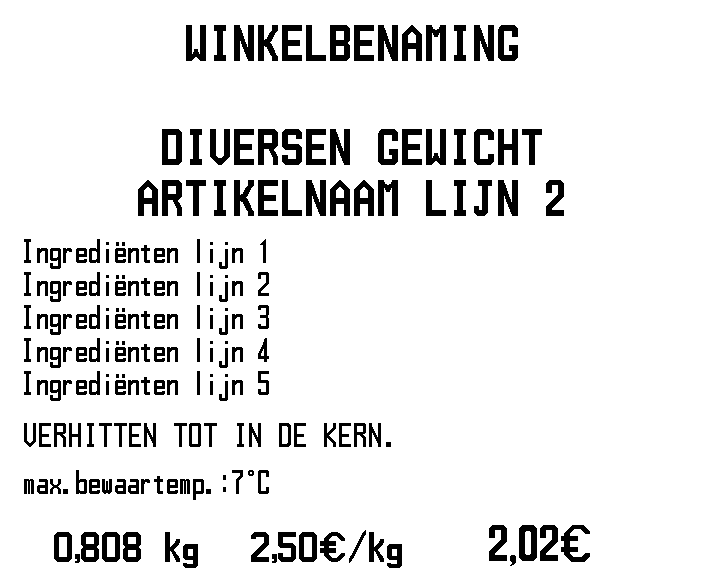 WINKELBENAMING
DIVERSEN GEWICHT
ARTIKELNAAM LIJN 2
Ingrediënten lijn 1
Ingrediënten lijn 2
Ingrediënten lijn 3
Ingrediënten lijn 4
Ingrediënten lijn 5
VERHITTEN TOT IN DE KERN.
max.bewaartemp.:7°C
0,808 kg 2,50€/kg 2,02€